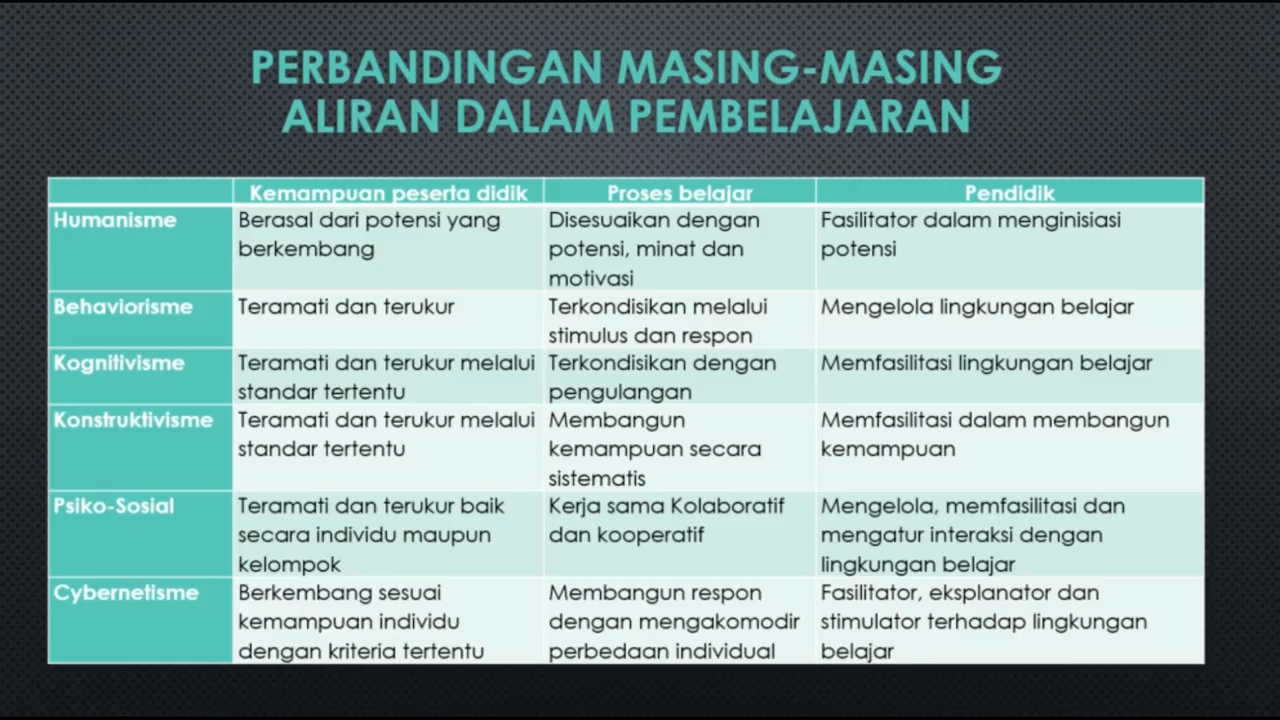 PERBANDINGAN MASING-MASING
ALIRAN DALAM PEMBELAJARAN
Kemampuan peserta didik
Proses belajar
Pendidik
Humanisme
Berasal dari potensi yang
berkembang
Disesuaikan dengan
potensi, minat dan
motivasi
Fasilitator dalam menginisiasi
potensi
Behaviorisme
Teramati dan terukur
Terkondisikan melalui
stimulus dan respon
Mengelola lingkungan belajar
Kognitivisme
Teramati dan terukur melalui
standar tertentu
Terkondisikan dengan
pengulangan
Memfasilitasi lingkungan belajar
Konstruktivisme
Teramati dan terukur melalui
standar tertentu
Membangun
kemampuan secara
sistematis
Memfasilitasi dalam membangun
kemampuan
Psiko-Sosial
Teramati dan terukur baik
secara individu maupun
kelompok
Kerja sama Kolaboratif
dan kooperatif
Mengelola, memfasilitasi dan
mengatur interaksi dengan
lingkungan belajar
Cybernetisme
Berkembang sesuai
kemampuan individu
dengan kriteria tertentu
Membangun respon
dengan mengakomodir
perbedaan individual
Fasilitator, eksplanator dan
stimulator terhadap lingkungan
belajar